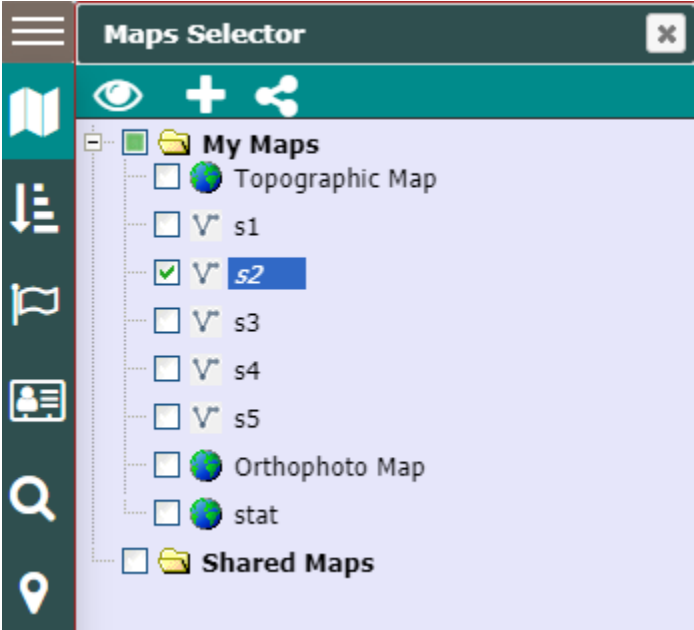 Maps Selector
My Maps
Topographic Map
s1
s2
s3
s4
s5
Orthophoto Map
stat
Shared Maps